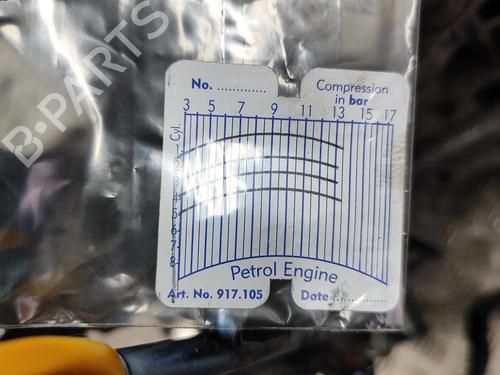 B-PARTS
No. ..............
Compression
in bar
3 5 7 9 11 13 15 17
Cyl.
1
2
3
4
5
6
7
8
Petrol Engine
Art. No. 917.105
Date ..............